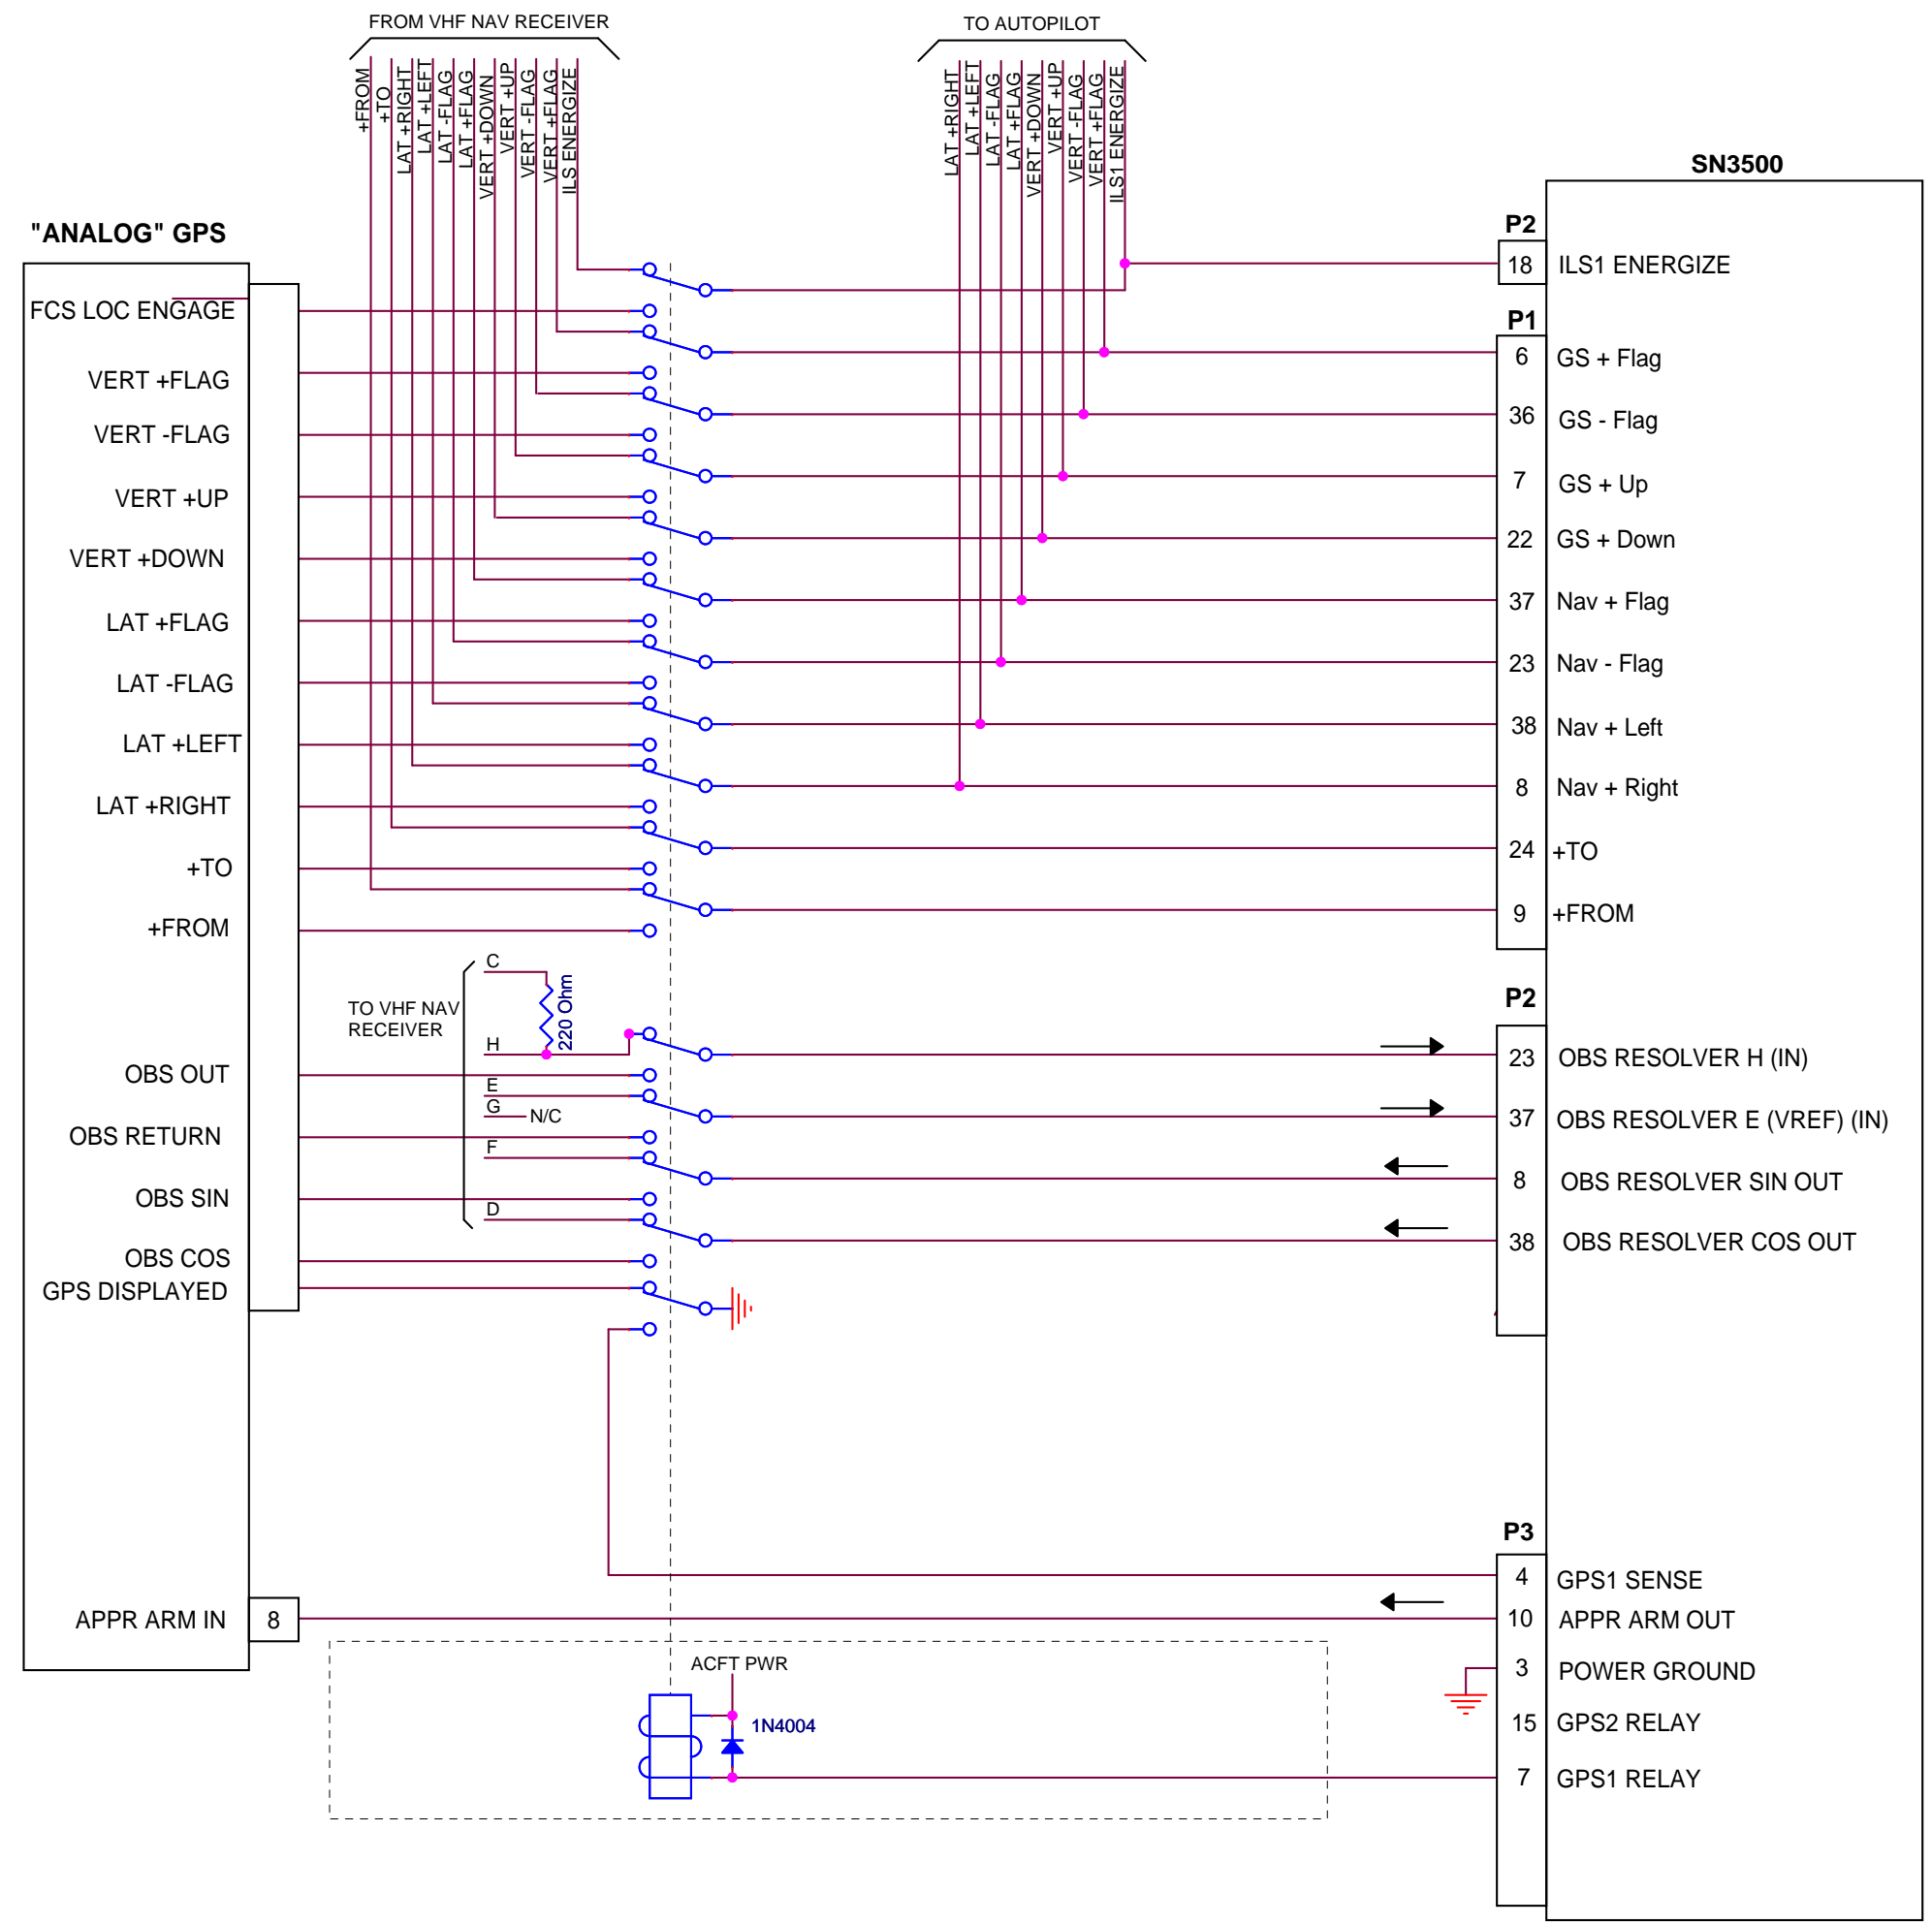 FROM VHF NAV RECEIVER
+FROM
+TO
LAT +RIGHT
LAT +LEFT
LAT -FLAG
LAT +FLAG
VERT +DOWN
VERT +UP
VERT -FLAG
VERT +FLAG
ILS ENERGIZE
TO AUTOPILOT
LAT +RIGHT
LAT +LEFT
LAT -FLAG
LAT +FLAG
VERT +DOWN
VERT +UP
VERT -FLAG
VERT +FLAG
ILS1 ENERGIZE
"ANALOG" GPS
FCS LOC ENGAGE
VERT +FLAG
VERT -FLAG
VERT +UP
VERT +DOWN
LAT +FLAG
LAT -FLAG
LAT +LEFT
LAT +RIGHT
+TO
+FROM
OBS OUT
OBS RETURN
OBS SIN
OBS COS
GPS DISPLAYED
APPR ARM IN 8
TO VHF NAV
RECEIVER
C
220 Ohm
H
E
G N/C
F
D
ACFT PWR
1N4004
SN3500
P2
18 ILS1 ENERGIZE
P1
6 GS + Flag
36 GS - Flag
7 GS + Up
22 GS + Down
37 Nav + Flag
23 Nav - Flag
38 Nav + Left
8 Nav + Right
24 +TO
9 +FROM
P2
23 OBS RESOLVER H (IN)
37 OBS RESOLVER E (VREF) (IN)
8 OBS RESOLVER SIN OUT
38 OBS RESOLVER COS OUT
P3
4 GPS1 SENSE
10 APPR ARM OUT
3 POWER GROUND
15 GPS2 RELAY
7 GPS1 RELAY